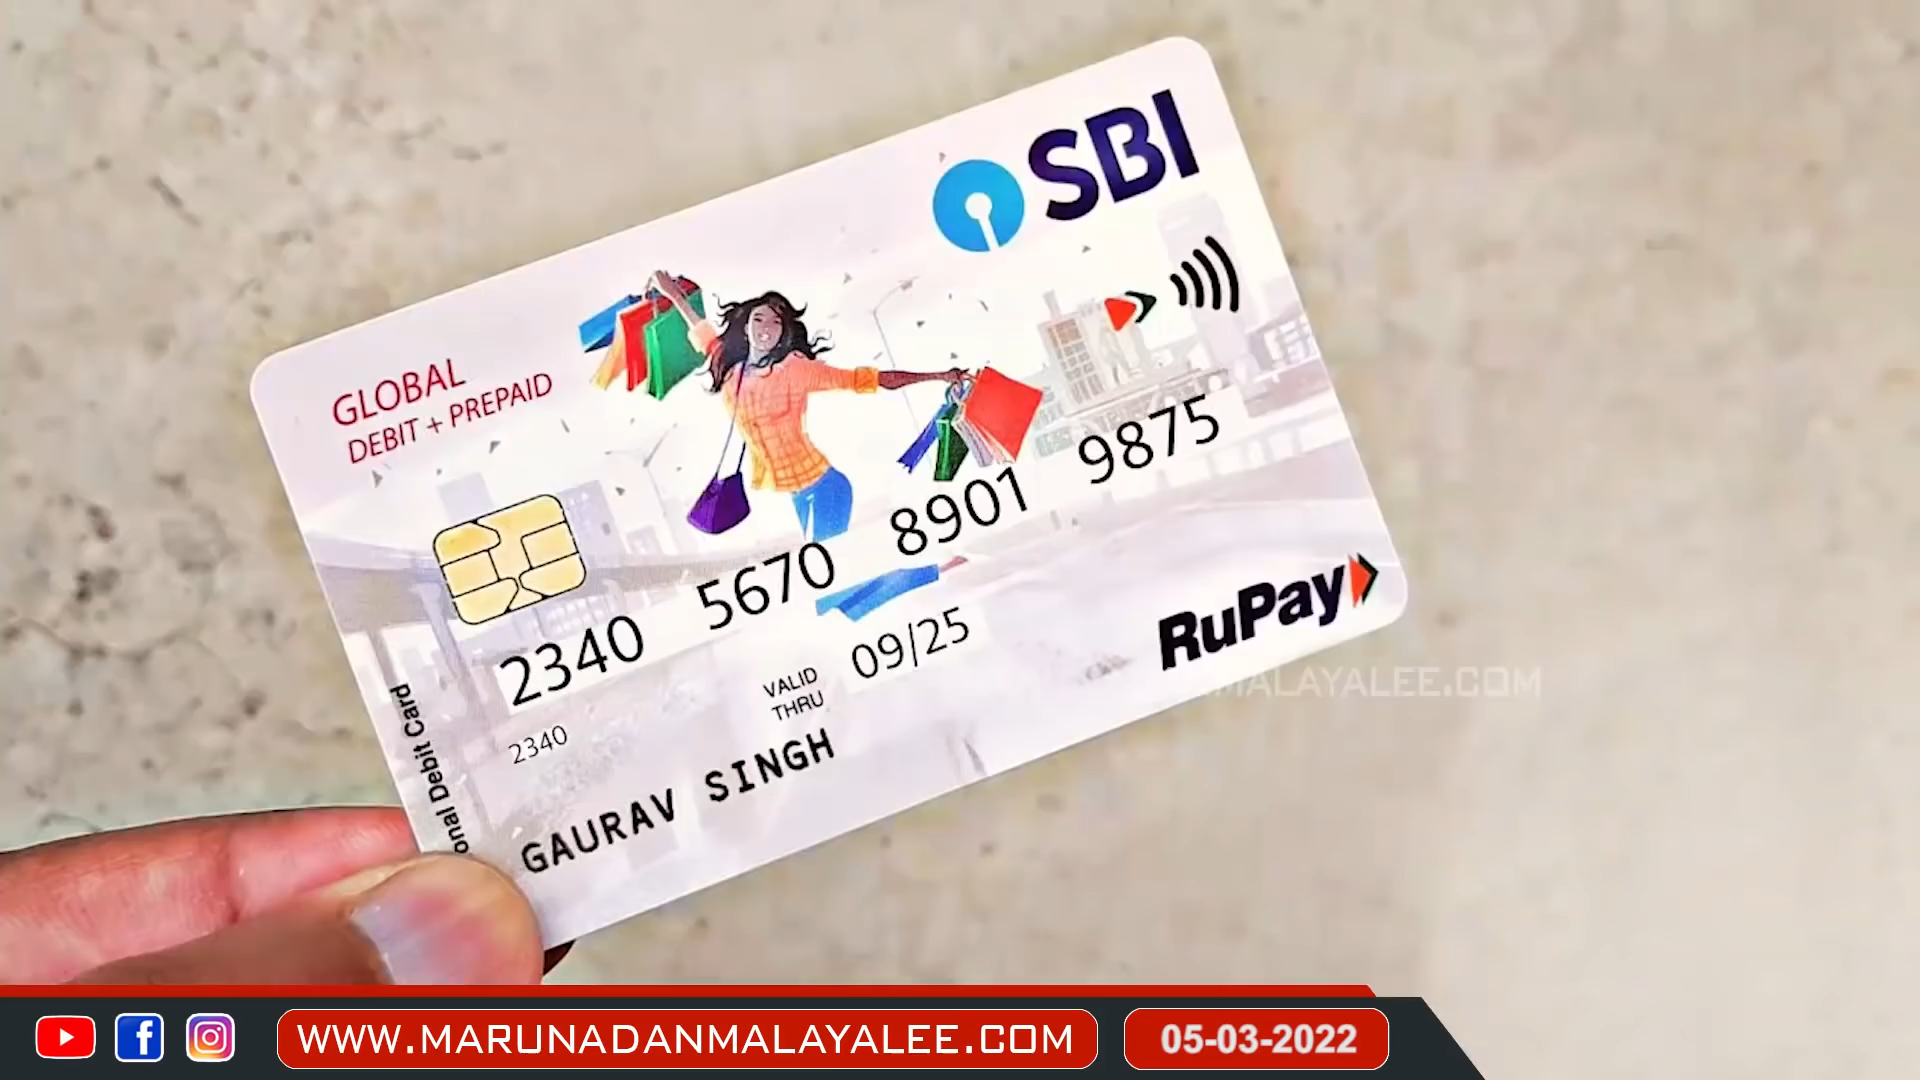 SBI
GLOBAL
DEBIT + PREPAID
2340 5670 8901 9875
VALID
THRU
09/25
2340
GAURAV SINGH
RuPay
onal Debit Card
MALAYALEE.COM
WWW.MARUNADANMALAYALEE.COM
05-03-2022